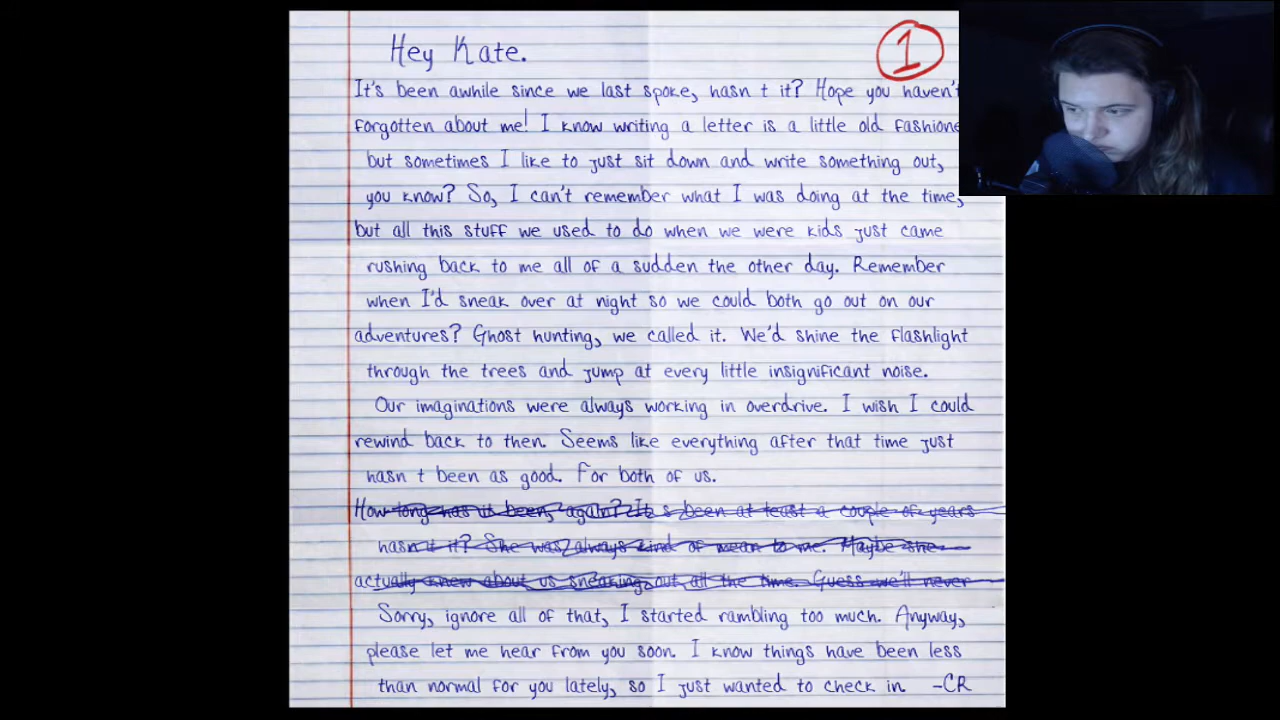 Hey Kate.
1
It's been awhile since we last spoke, hasn t it? Hope you haven't
forgotten about me! I know writing a letter is a little old fashione
but sometimes I like to just sit down and write something out,
you know? So, I can't remember what I was doing at the time,
but all this stuff we used to do when we were kids just came
rushing back to me all of a sudden the other day. Remember
when I'd sneak over at night so we could both go out on our
adventures? Ghost hunting, we called it. We'd shine the flashlight
through the trees and jump at every little insignificant noise.
Our imaginations were always working in overdrive. I wish I could
rewind back to then. Seems like everything after that time just
hasn t been as good. For both of us.
How long has it been, again? It s been at least a couple of years
hasn t it? She was always kind of mean to me. Maybe she
actually knew about us sneaking out all the time. Guess we'll never
Sorry, ignore all of that, I started rambling too much. Anyway,
please let me hear from you soon. I know things have been less
than normal for you lately, so I just wanted to check in. -CR